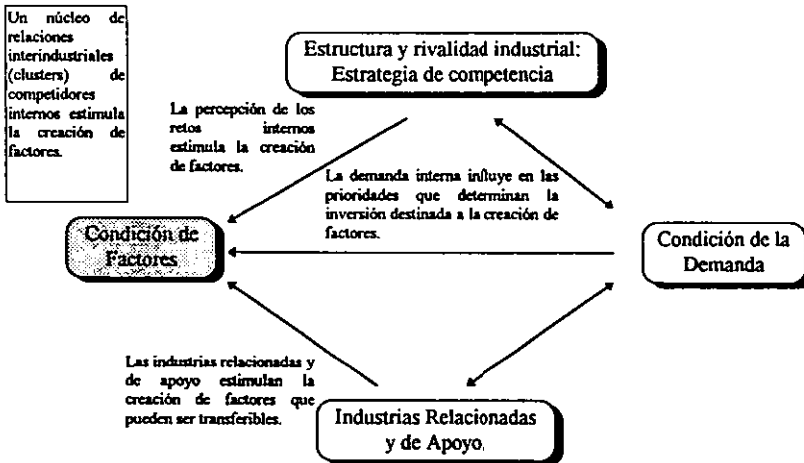 Un núcleo de
relaciones
interindustriales
(clusters) de
competidores
internos estimula
la creación de
factores.
Estructura y rivalidad industrial:
Estrategia de competencia
La percepción de los
retos internos
estimula la creación
de factores.
La demanda interna influye en las
prioridades que determinan la
inversión destinada a la creación de
factores.
Condición de
Factores
Condición de la
Demanda
Las industrias relacionadas y
de apoyo estimulan la
creación de factores que
pueden ser transferibles.
Industrias Relacionadas
y de Apoyo